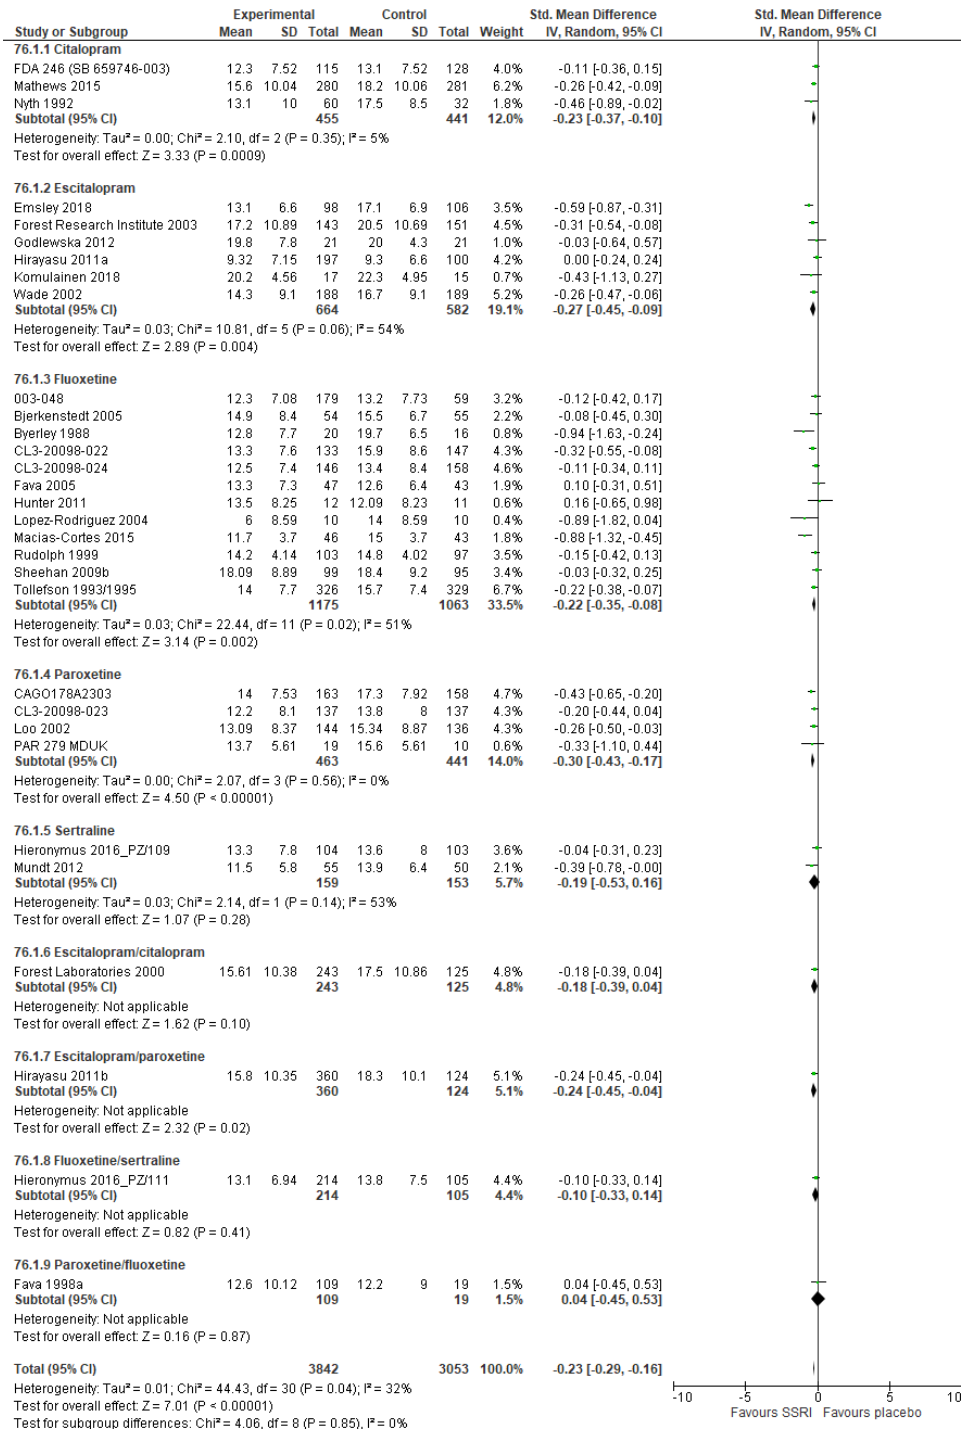 Experimental Control Std. Mean Difference Std. Mean Difference
Study or Subgroup Mean SD Total Mean SD Total Weight IV, Random, 95% CI IV, Random, 95% CI
76.1.1 Citalopram
FDA 246 (SB 659746-003) 12.3 7.52 115 13.1 7.52 128 4.0% -0.11 [-0.36, 0.15]
Mathews 2015 15.6 10.04 280 18.2 10.06 281 6.2% -0.26 [-0.42, -0.09]
Nyth 1992 13.1 10 60 17.5 8.5 32 1.8% -0.46 [-0.89, -0.02]
Subtotal (95% CI) 455 441 12.0% -0.23 [-0.37, -0.10]
Heterogeneity: Tau² = 0.00; Chi² = 2.10, df = 2 (P = 0.35); I² = 5%
Test for overall effect: Z = 3.33 (P = 0.0009)
76.1.2 Escitalopram
Emsley 2018 13.1 6.6 98 17.1 6.9 106 3.5% -0.59 [-0.87, -0.31]
Forest Research Institute 2003 17.2 10.89 143 20.5 10.69 151 4.5% -0.31 [-0.54, -0.08]
Godlewska 2012 19.8 7.8 21 20 4.3 21 1.0% -0.03 [-0.64, 0.57]
Hirayasu 2011a 9.32 7.15 197 9.3 6.6 100 4.2% 0.00 [-0.24, 0.24]
Komulainen 2018 20.2 4.56 17 22.3 4.95 15 0.7% -0.43 [-1.13, 0.27]
Wade 2002 14.3 9.1 188 16.7 9.1 189 5.2% -0.26 [-0.47, -0.06]
Subtotal (95% CI) 664 582 19.1% -0.27 [-0.45, -0.09]
Heterogeneity: Tau² = 0.03; Chi² = 10.81, df = 5 (P = 0.06); I² = 54%
Test for overall effect: Z = 2.89 (P = 0.004)
76.1.3 Fluoxetine
003-048 12.3 7.08 179 13.2 7.73 59 3.2% -0.12 [-0.42, 0.17]
Bjerkenstedt 2005 14.9 8.4 54 15.5 6.7 55 2.2% -0.08 [-0.45, 0.30]
Byerley 1988 12.8 7.7 20 19.7 6.5 16 0.8% -0.94 [-1.63, -0.24]
CL3-20098-022 13.3 7.6 133 15.9 8.6 147 4.3% -0.32 [-0.55, -0.08]
CL3-20098-024 12.5 7.4 146 13.4 8.4 158 4.6% -0.11 [-0.34, 0.11]
Fava 2005 13.3 7.3 47 12.6 6.4 43 1.9% 0.10 [-0.31, 0.51]
Hunter 2011 13.5 8.25 12 12.09 8.23 11 0.6% 0.16 [-0.65, 0.98]
Lopez-Rodriguez 2004 6 8.59 10 14 8.59 10 0.4% -0.89 [-1.82, 0.04]
Macias-Cortes 2015 11.7 3.7 46 15 3.7 43 1.7% -0.88 [-1.32, -0.45]
Rudolph 1999 14.2 4.14 103 14.8 4.02 97 3.6% -0.15 [-0.42, 0.13]
Sheehan 2009b 18.09 8.89 99 18.4 9.2 95 3.4% -0.03 [-0.32, 0.25]
Tollefson 1993/1995 14 7.7 326 15.7 7.4 329 6.7% -0.22 [-0.38, -0.07]
Subtotal (95% CI) 1175 1063 33.5% -0.22 [-0.35, -0.08]
Heterogeneity: Tau² = 0.03; Chi² = 22.44, df = 11 (P = 0.02); I² = 51%
Test for overall effect: Z = 3.14 (P = 0.002)
76.1.4 Paroxetine
CAGO178A2303 14 7.53 163 17.3 7.92 158 4.7% -0.43 [-0.65, -0.20]
CL3-20098-023 12.2 8.1 137 13.8 8 137 4.3% -0.20 [-0.44, 0.04]
Loo 2002 13.09 8.37 144 15.34 8.87 136 4.3% -0.26 [-0.50, -0.03]
PAR 279 MDUK 13.7 5.61 19 15.6 5.61 10 0.6% -0.33 [-1.10, 0.44]
Subtotal (95% CI) 463 441 14.0% -0.30 [-0.43, -0.17]
Heterogeneity: Tau² = 0.00; Chi² = 2.07, df = 3 (P = 0.56); I² = 0%
Test for overall effect: Z = 4.50 (P < 0.00001)
76.1.5 Sertraline
Hieronymus 2016_PZ/109 13.3 7.8 104 13.6 8 103 3.6% -0.04 [-0.31, 0.23]
Mundt 2012 11.5 5.8 55 13.9 6.4 50 2.1% -0.39 [-0.78, -0.00]
Subtotal (95% CI) 159 153 5.7% -0.19 [-0.53, 0.16]
Heterogeneity: Tau² = 0.03; Chi² = 2.14, df = 1 (P = 0.14); I² = 53%
Test for overall effect: Z = 1.07 (P = 0.28)
76.1.6 Escitalopram/citalopram
Forest Laboratories 2000 15.61 10.38 243 17.5 10.86 125 4.8% -0.18 [-0.39, 0.04]
Subtotal (95% CI) 243 125 4.8% -0.18 [-0.39, 0.04]
Heterogeneity: Not applicable
Test for overall effect: Z = 1.62 (P = 0.10)
76.1.7 Escitalopram/paroxetine
Hirayasu 2011b 15.8 10.35 360 18.3 10.1 124 5.1% -0.24 [-0.45, -0.04]
Subtotal (95% CI) 360 124 5.1% -0.24 [-0.45, -0.04]
Heterogeneity: Not applicable
Test for overall effect: Z = 2.32 (P = 0.02)
76.1.8 Fluoxetine/sertraline
Hieronymus 2016_PZ/111 13.1 6.94 214 13.8 7.5 105 4.4% -0.10 [-0.33, 0.14]
Subtotal (95% CI) 214 105 4.4% -0.10 [-0.33, 0.14]
Heterogeneity: Not applicable
Test for overall effect: Z = 0.82 (P = 0.41)
76.1.9 Paroxetine/fluoxetine
Fava 1998a 12.6 10.12 109 12.2 9 19 1.5% 0.04 [-0.45, 0.53]
Subtotal (95% CI) 109 19 1.5% 0.04 [-0.45, 0.53]
Heterogeneity: Not applicable
Test for overall effect: Z = 0.16 (P = 0.87)
Total (95% CI) 3842 3053 100.0% -0.23 [-0.29, -0.16]
Heterogeneity: Tau² = 0.01; Chi² = 44.43, df = 30 (P = 0.04); I² = 32%
Test for overall effect: Z = 7.01 (P < 0.00001)
Test for subgroup differences: Chi² = 4.06, df = 8 (P = 0.85), I² = 0%
-10 -5 0 5 10
Favours SSRI Favours placebo